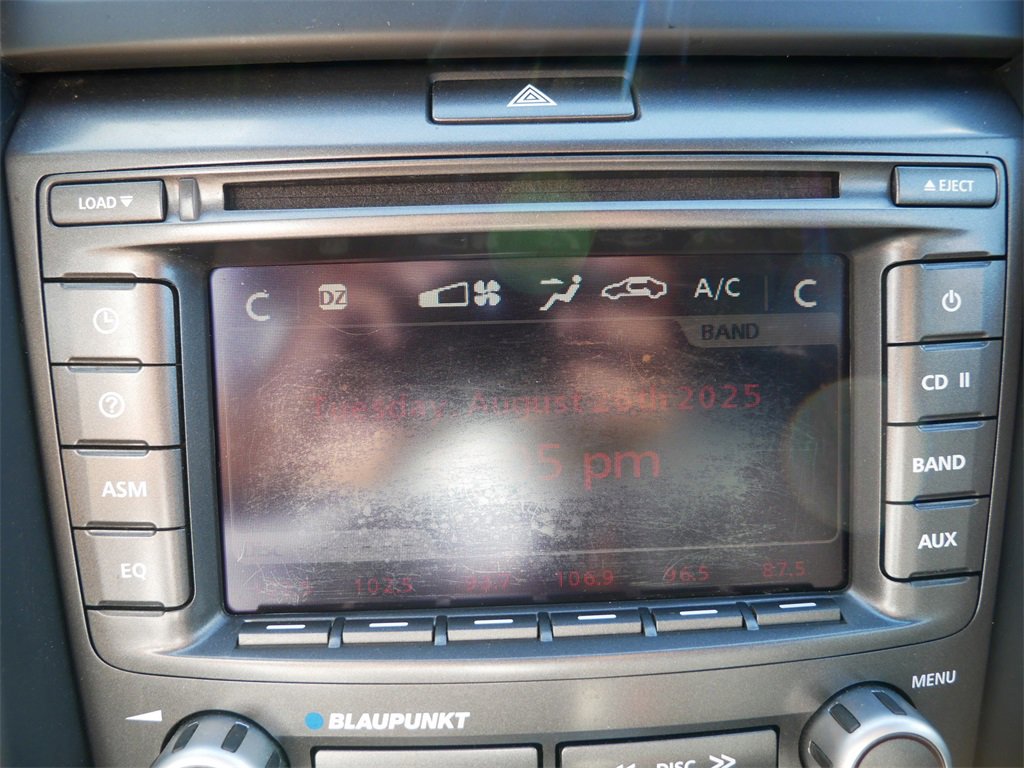 LOAD
EJECT
C
DZ
A/C
C
BAND
CD II
ASM
BAND
EQ
AUX
Tuesday, August 2025
pm
102.5
106.9
96.5
87.5
MENU
BLAUPUNKT
DISC